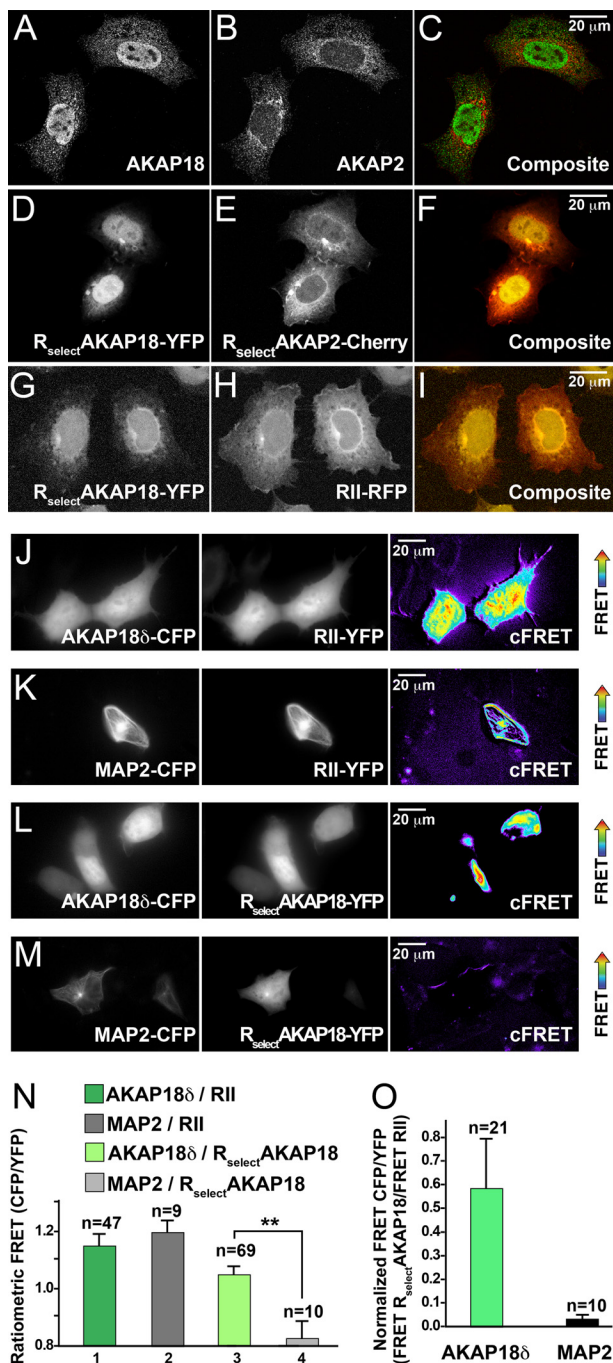 A B C 20 µm
AKAP18 AKAP2 Composite
D E F 20 µm
RselectAKAP18-YFP RselectAKAP2-Cherry Composite
G H I 20 µm
RselectAKAP18-YFP RII-RFP Composite
J 20 µm
AKAP18δ-CFP RII-YFP cFRET FRET
K 20 µm
MAP2-CFP RII-YFP cFRET FRET
L 20 µm
AKAP18δ-CFP RselectAKAP18-YFP cFRET FRET
M 20 µm
MAP2-CFP RselectAKAP18-YFP cFRET FRET
N
AKAP18δ / RII
MAP2 / RII
AKAP18δ / RselectAKAP18
MAP2 / RselectAKAP18
Ratiometric FRET (CFP/YFP)
1.2
1.0
0.8
n=47
n=9
n=69
**
n=10
1 2 3 4
O
Normalized FRET CFP/YFP
(FRET RselectAKAP18/FRET RII)
0.8
0.7
0.6
0.5
0.4
0.3
0.2
0.1
0
n=21
n=10
AKAP18δ MAP2